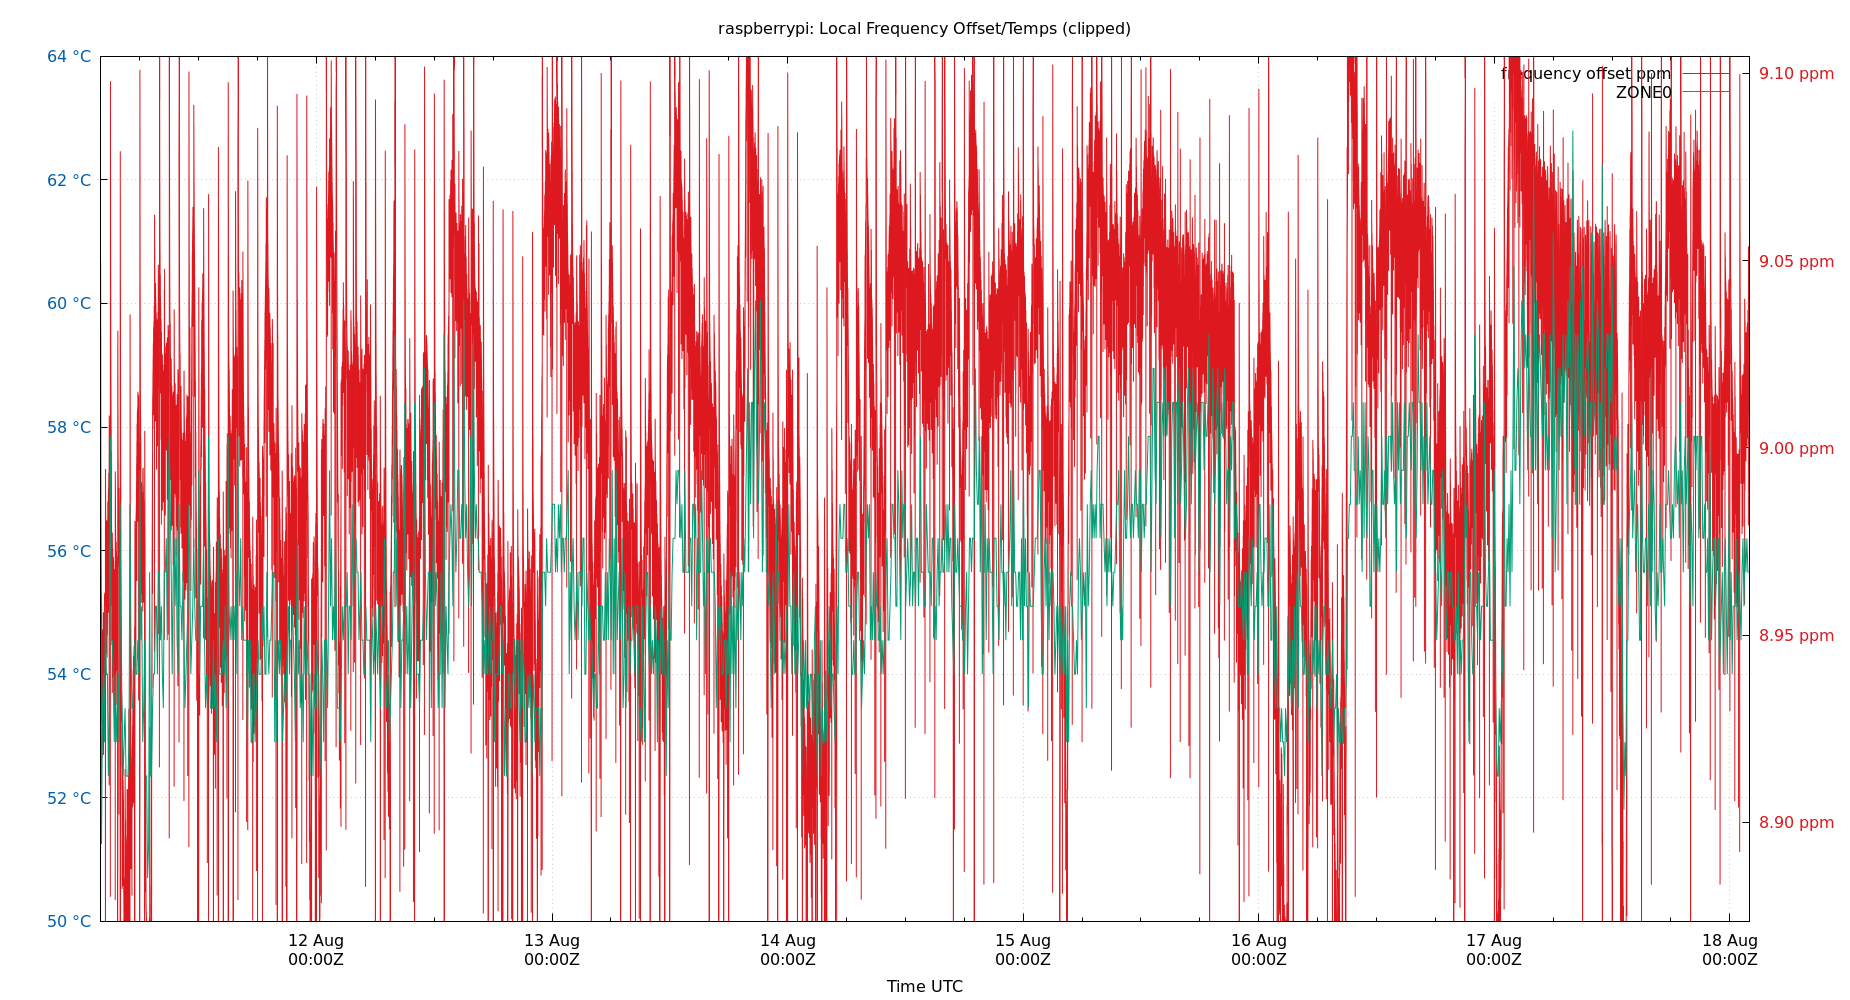 raspberrypi: Local Frequency Offset/Temps (clipped)
64 °C
62 °C
60 °C
58 °C
56 °C
54 °C
52 °C
50 °C
frequency offset ppm
ZONE0
9.10 ppm
9.05 ppm
9.00 ppm
8.95 ppm
8.90 ppm
12 Aug
00:00Z
13 Aug
00:00Z
14 Aug
00:00Z
15 Aug
00:00Z
16 Aug
00:00Z
17 Aug
00:00Z
18 Aug
00:00Z
Time UTC